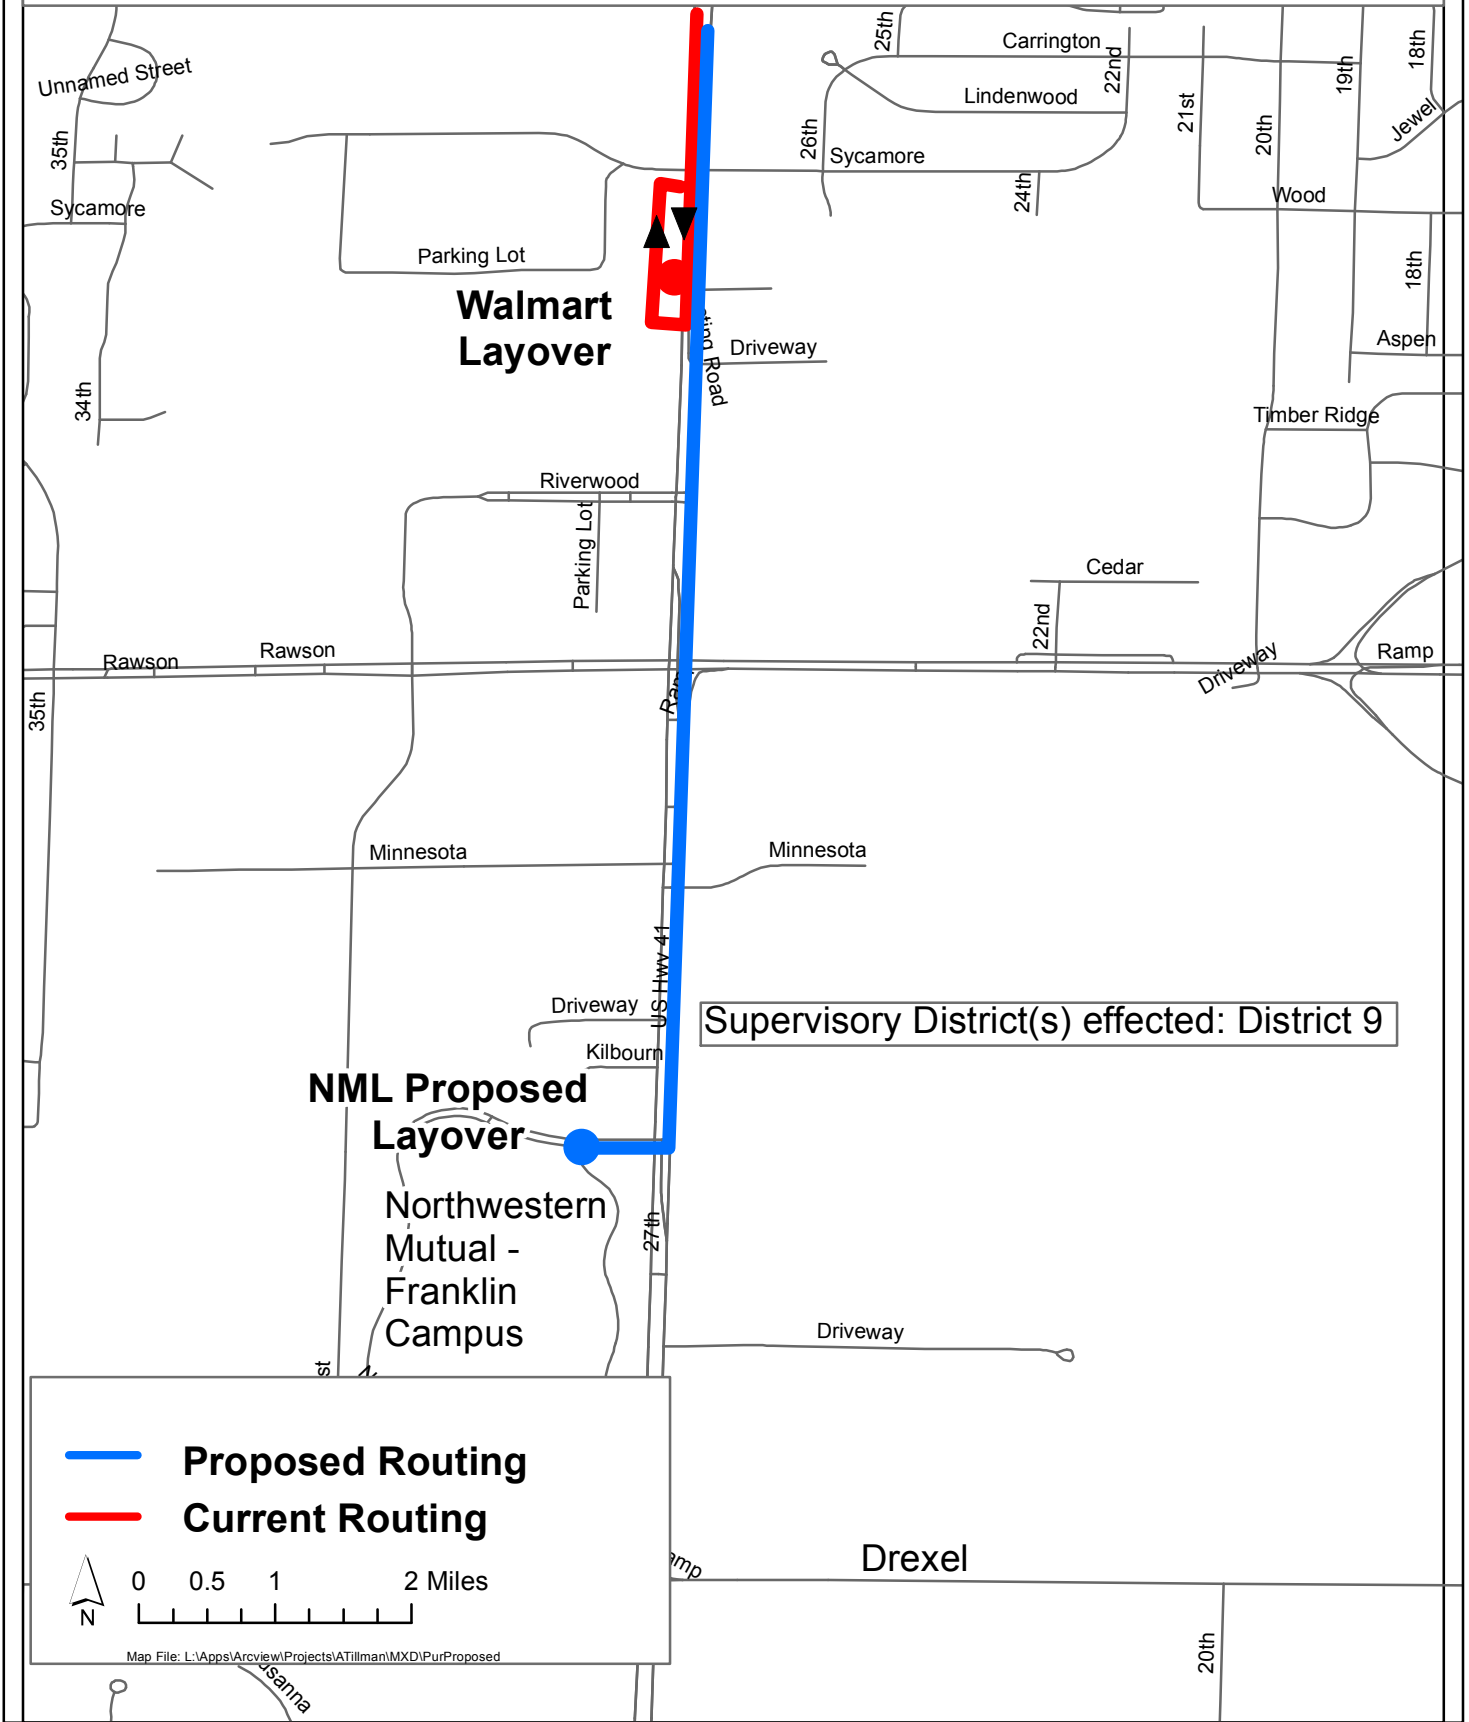 25th
Carrington
22nd
19th
18th
Unnamed Street
Lindenwood
35th
26th
21st
20th
Jewel
Sycamore
24th
Wood
Sycamore
Parking Lot
18th
Walmart
Layover
Road
Driveway
Aspen
34th
Timber Ridge
Riverwood
Parking Lot
Cedar
22nd
Rawson
Rawson
Driveway
Ramp
35th
Minnesota
Minnesota
US Hwy 41
Driveway
Supervisory District(s) effected: District 9
Kilbourn
NML Proposed
Layover
Northwestern
Mutual -
Franklin
Campus
27th
Driveway
st
Proposed Routing
Current Routing
Drexel
0 0.5 1 2 Miles
N
20th
Map File: L:\Apps\Arcview\Projects\ATillman\MXD\PurProposed